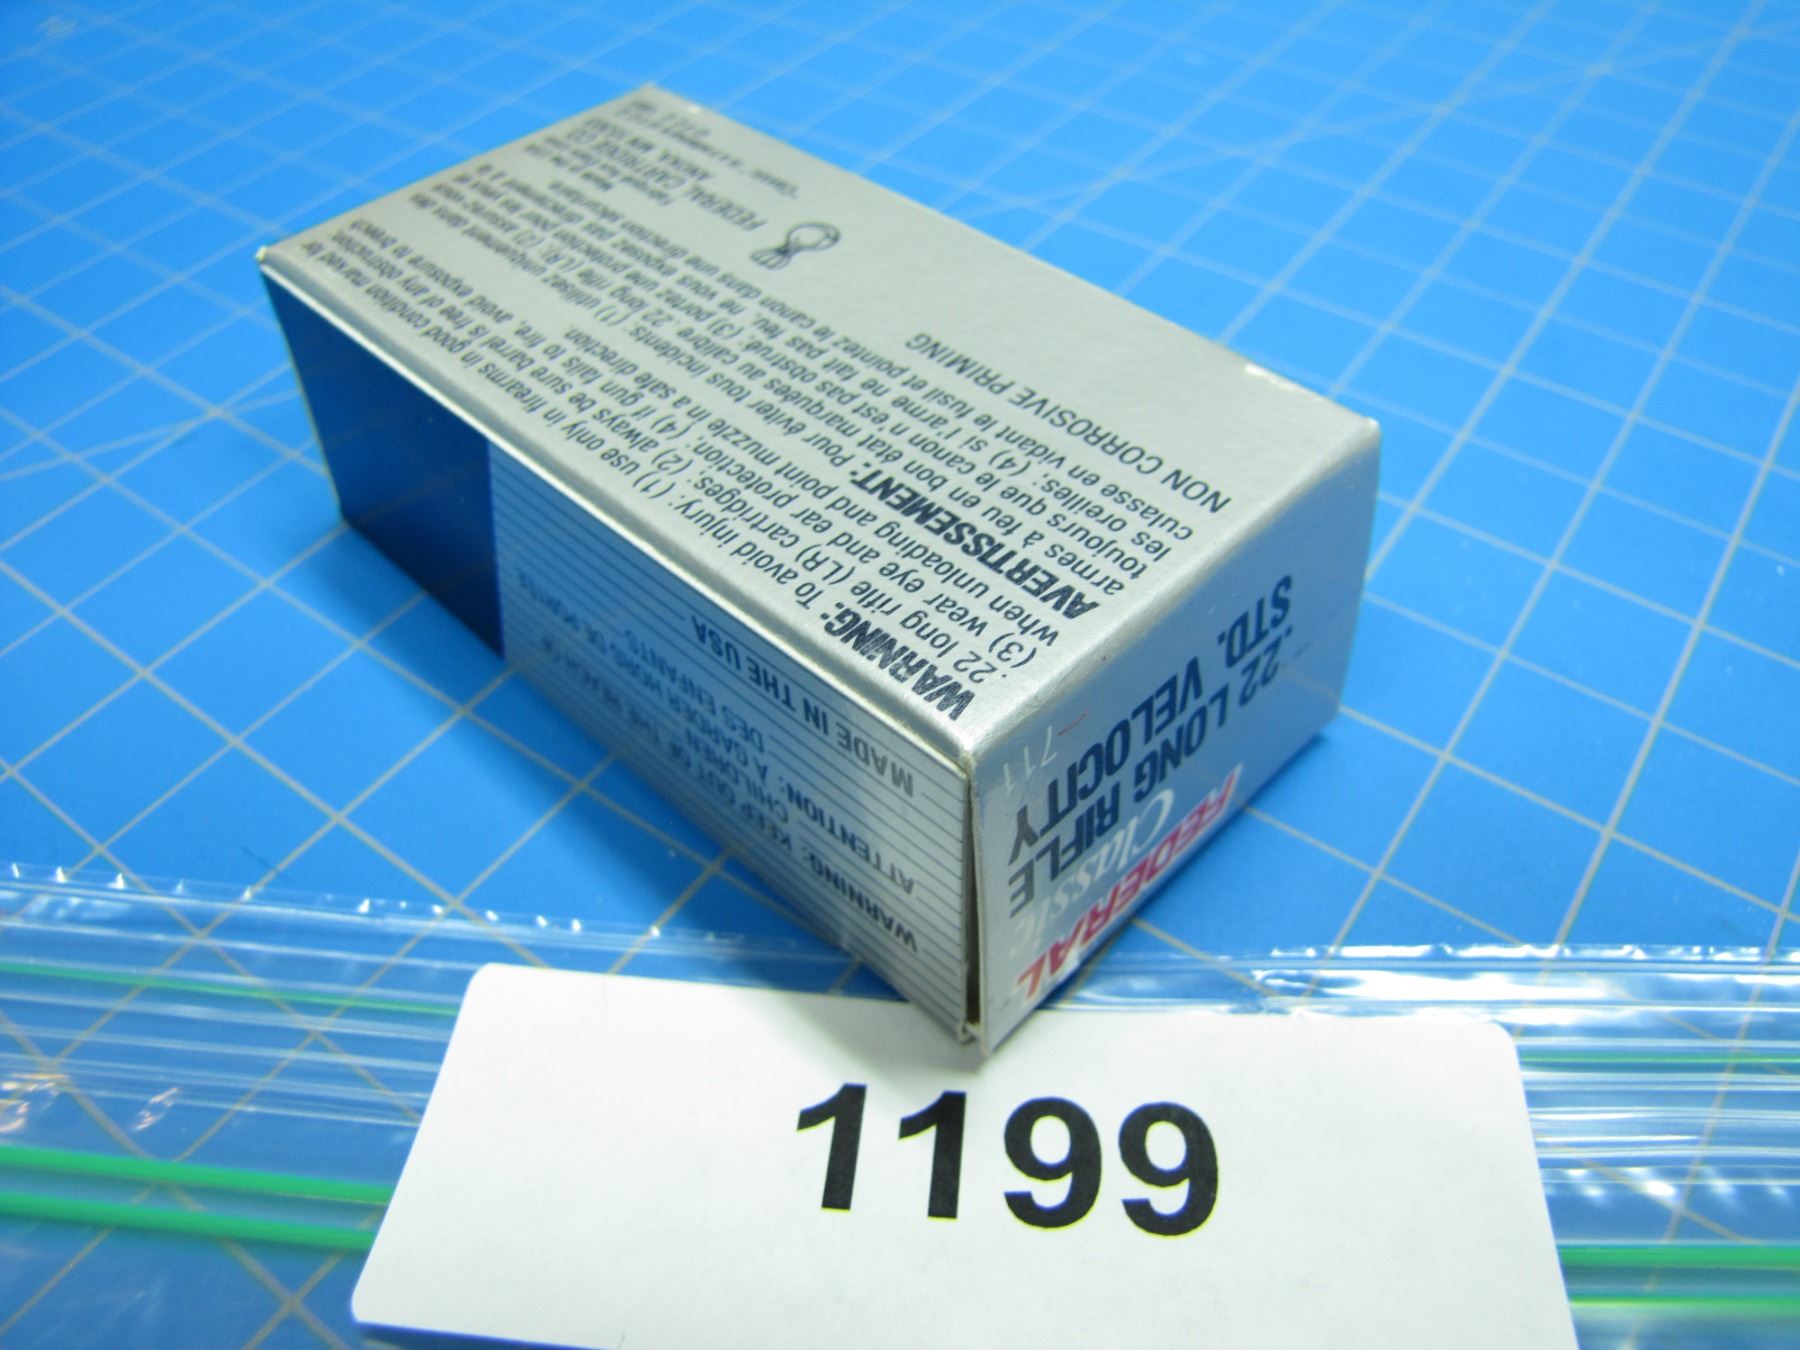 WARNING: To avoid injury: (1) use only in firearms in good condition marked for
.22 long rifle (LR) cartridges; (2) always be sure barrel is free of any obstruction;
(3) wear eye and ear protection; (4) if gun fails to fire, avoid exposure to breech
when unloading and point muzzle in a safe direction.
AVERTISSEMENT: Pour éviter tous incidents: (1) utilisez uniquement dans des
armes à feu en bon état marquées au calibre .22 long rifle (LR); (2) assurez-vous
toujours que le canon n'est pas obstrué; (3) portez une protection pour les yeux et
les oreilles; (4) si l'arme ne fait pas feu, ne vous exposez pas directement à la
culasse en vidant le fusil et pointez le canon dans une direction sécuritaire.
NON CORROSIVE PRIMING
FEDERAL CARTRIDGE CO.
ANOKA, MN
WARNING: KEEP OUT OF THE REACH OF
CHILDREN
ATTENTION: A GARDER HORS DE PORTEE
DES ENFANTS
MADE IN THE USA
711
.22 LONG RIFLE
STD. VELOCITY
FEDERAL
Classic
1199